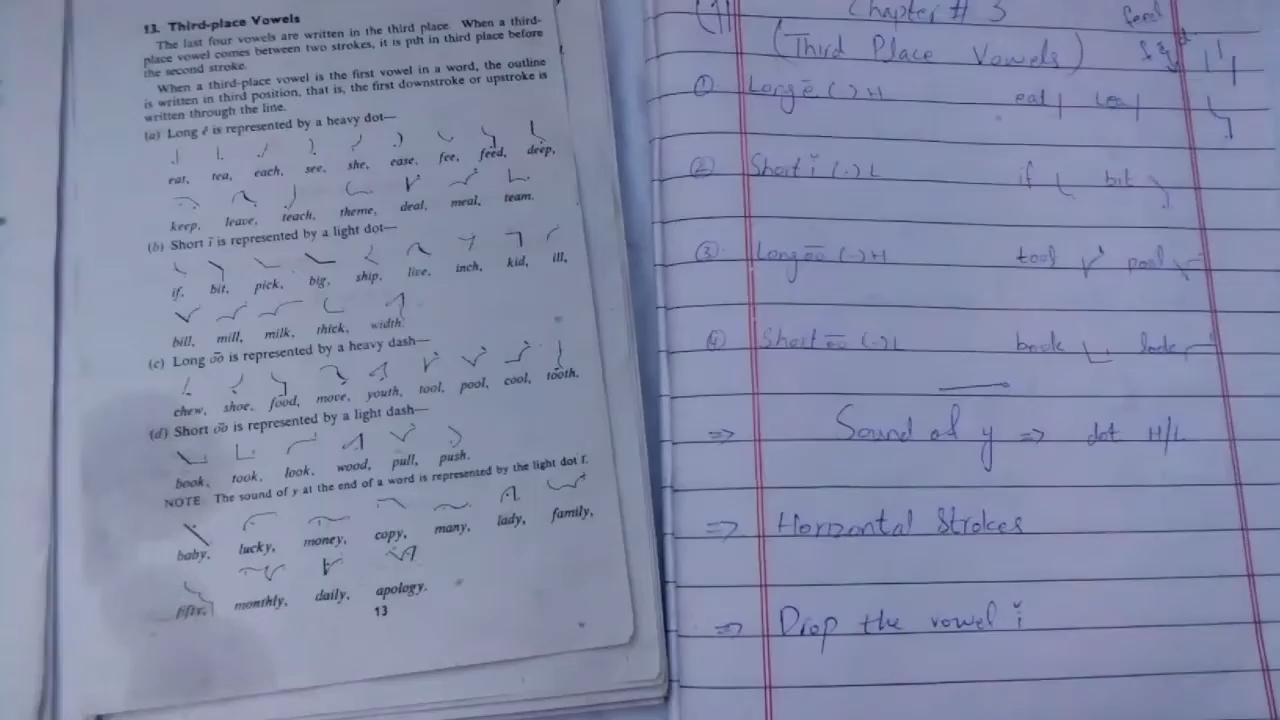 13. Third-place Vowels
The last four vowels are written in the third place. When a third-
place vowel comes between two strokes, it is put in third place before
the second stroke.
When a third-place vowel is the first vowel in a word, the outline
is written in third position, that is, the first downstroke or upstroke is
written through the line.
(a) Long ē is represented by a heavy dot—
eat, tea, each, see, she, ease, fee, feed, deep,
keep, leave, teach, theme, deal, meal, team.
(b) Short ĭ is represented by a light dot—
if, bit, pick, big, ship, live, inch, kid, ill,
bill, mill, milk, thick, width.
(c) Long o͞o is represented by a heavy dash—
chew, shoe, food, move, youth, tool, pool, cool, tooth.
(d) Short o͝o is represented by a light dash—
book, took, look, wood, pull, push.
NOTE The sound of y at the end of a word is represented by the light dot ĭ.
baby, lucky, money, copy, many, lady, family,
fifty, monthly, daily, apology.
13
Chapter # 3
(Third Place Vowels)
① Long ē (.) H eat tea
② Short ĭ (.) L if bit
③ Long o͞o (-) H tool pool
④ Short o͞o (-) L book look
⇒ Sound of y ⇒ dot H/L
⇒ Horizontal Strokes
⇒ Drop the vowel ĭ